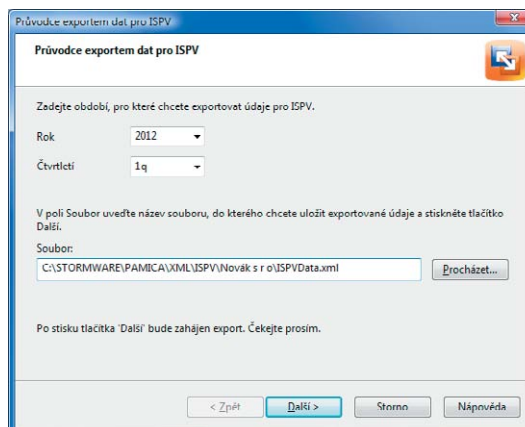 Průvodce exportem dat pro ISPV
Průvodce exportem dat pro ISPV
Zadejte období, pro které chcete exportovat údaje pro ISPV.
Rok 2012
Čtvrtletí 1q
V poli Soubor uveďte název souboru, do kterého chcete uložit exportované údaje a stiskněte tlačítko
Další.
Soubor:
C:\STORMWARE\PAMICA\XML\ISPV\Novák s r o\ISPVData.xml Procházet...
Po stisku tlačítka 'Další' bude zahájen export. Čekejte prosím.
< Zpět Další > Storno Nápověda